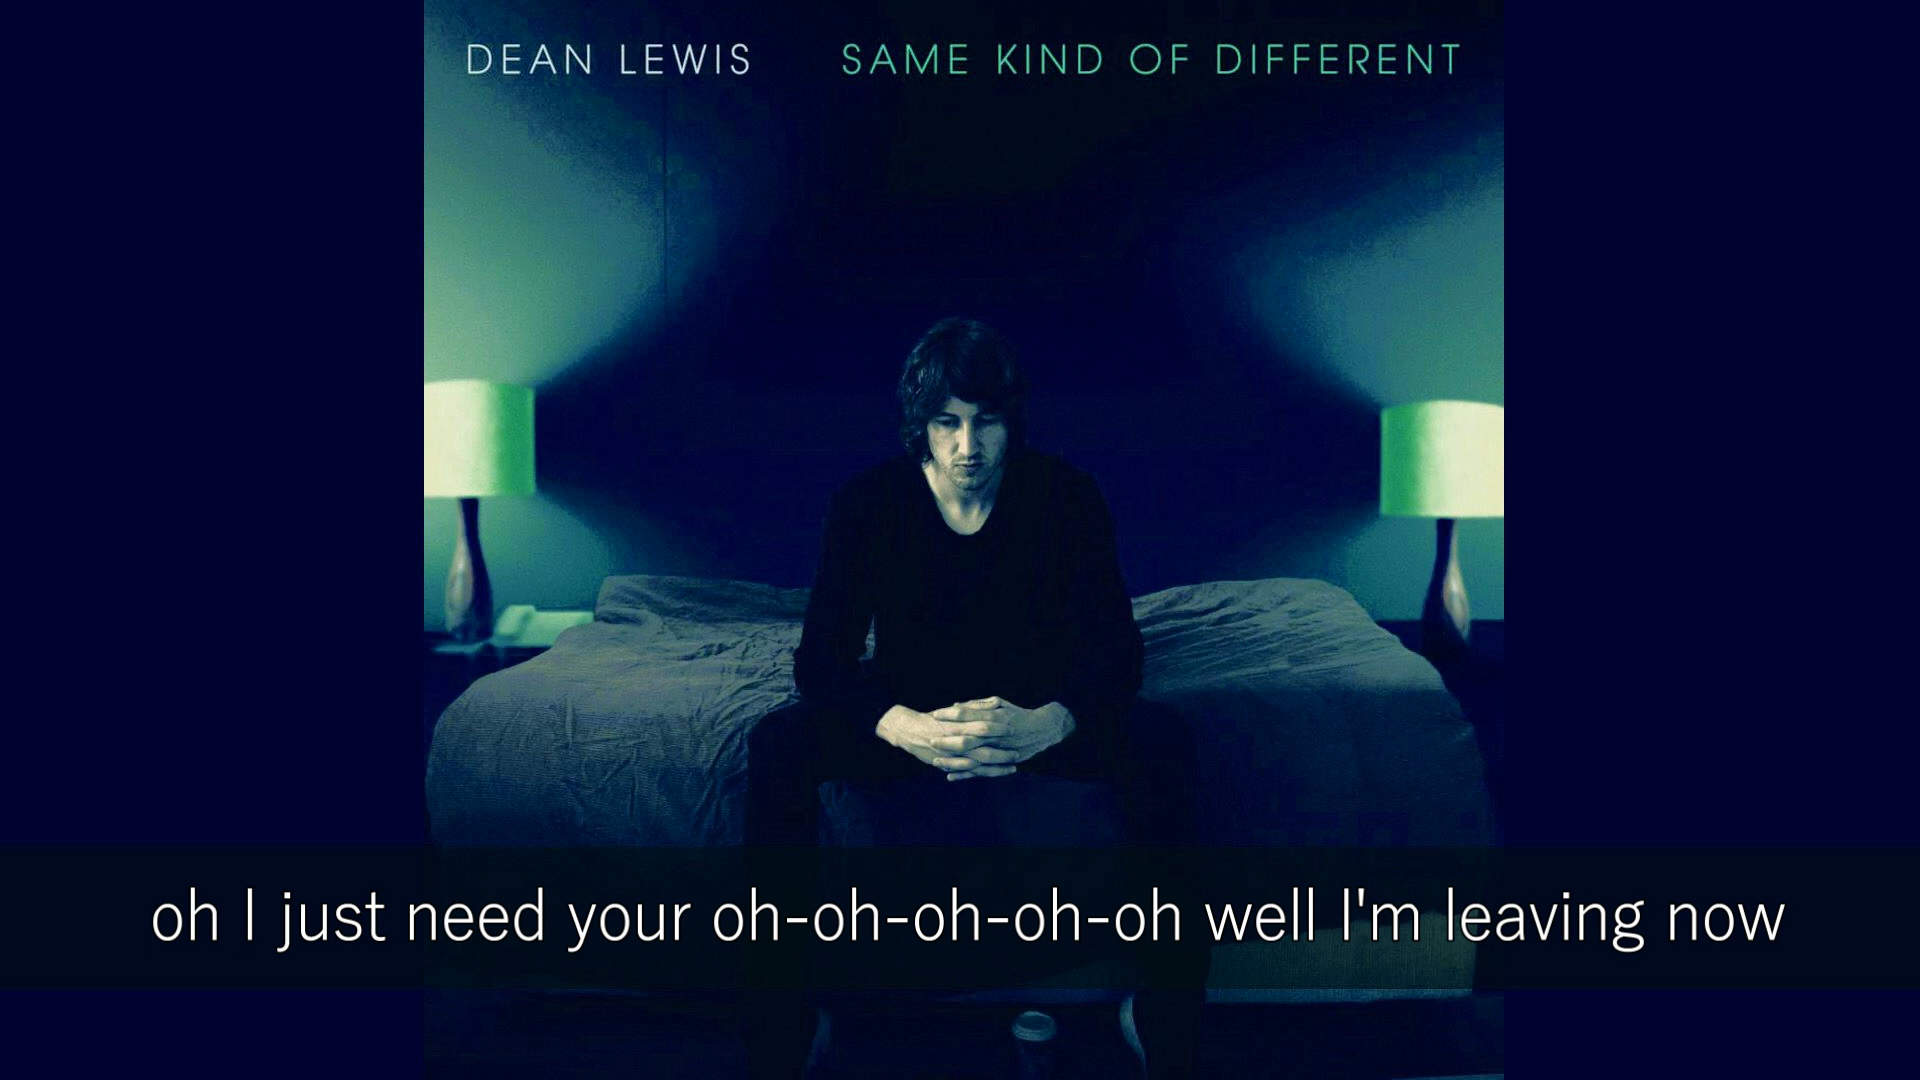 DEAN LEWIS SAME KIND OF DIFFERENT
oh I just need your oh-oh-oh-oh-oh well I'm leaving now